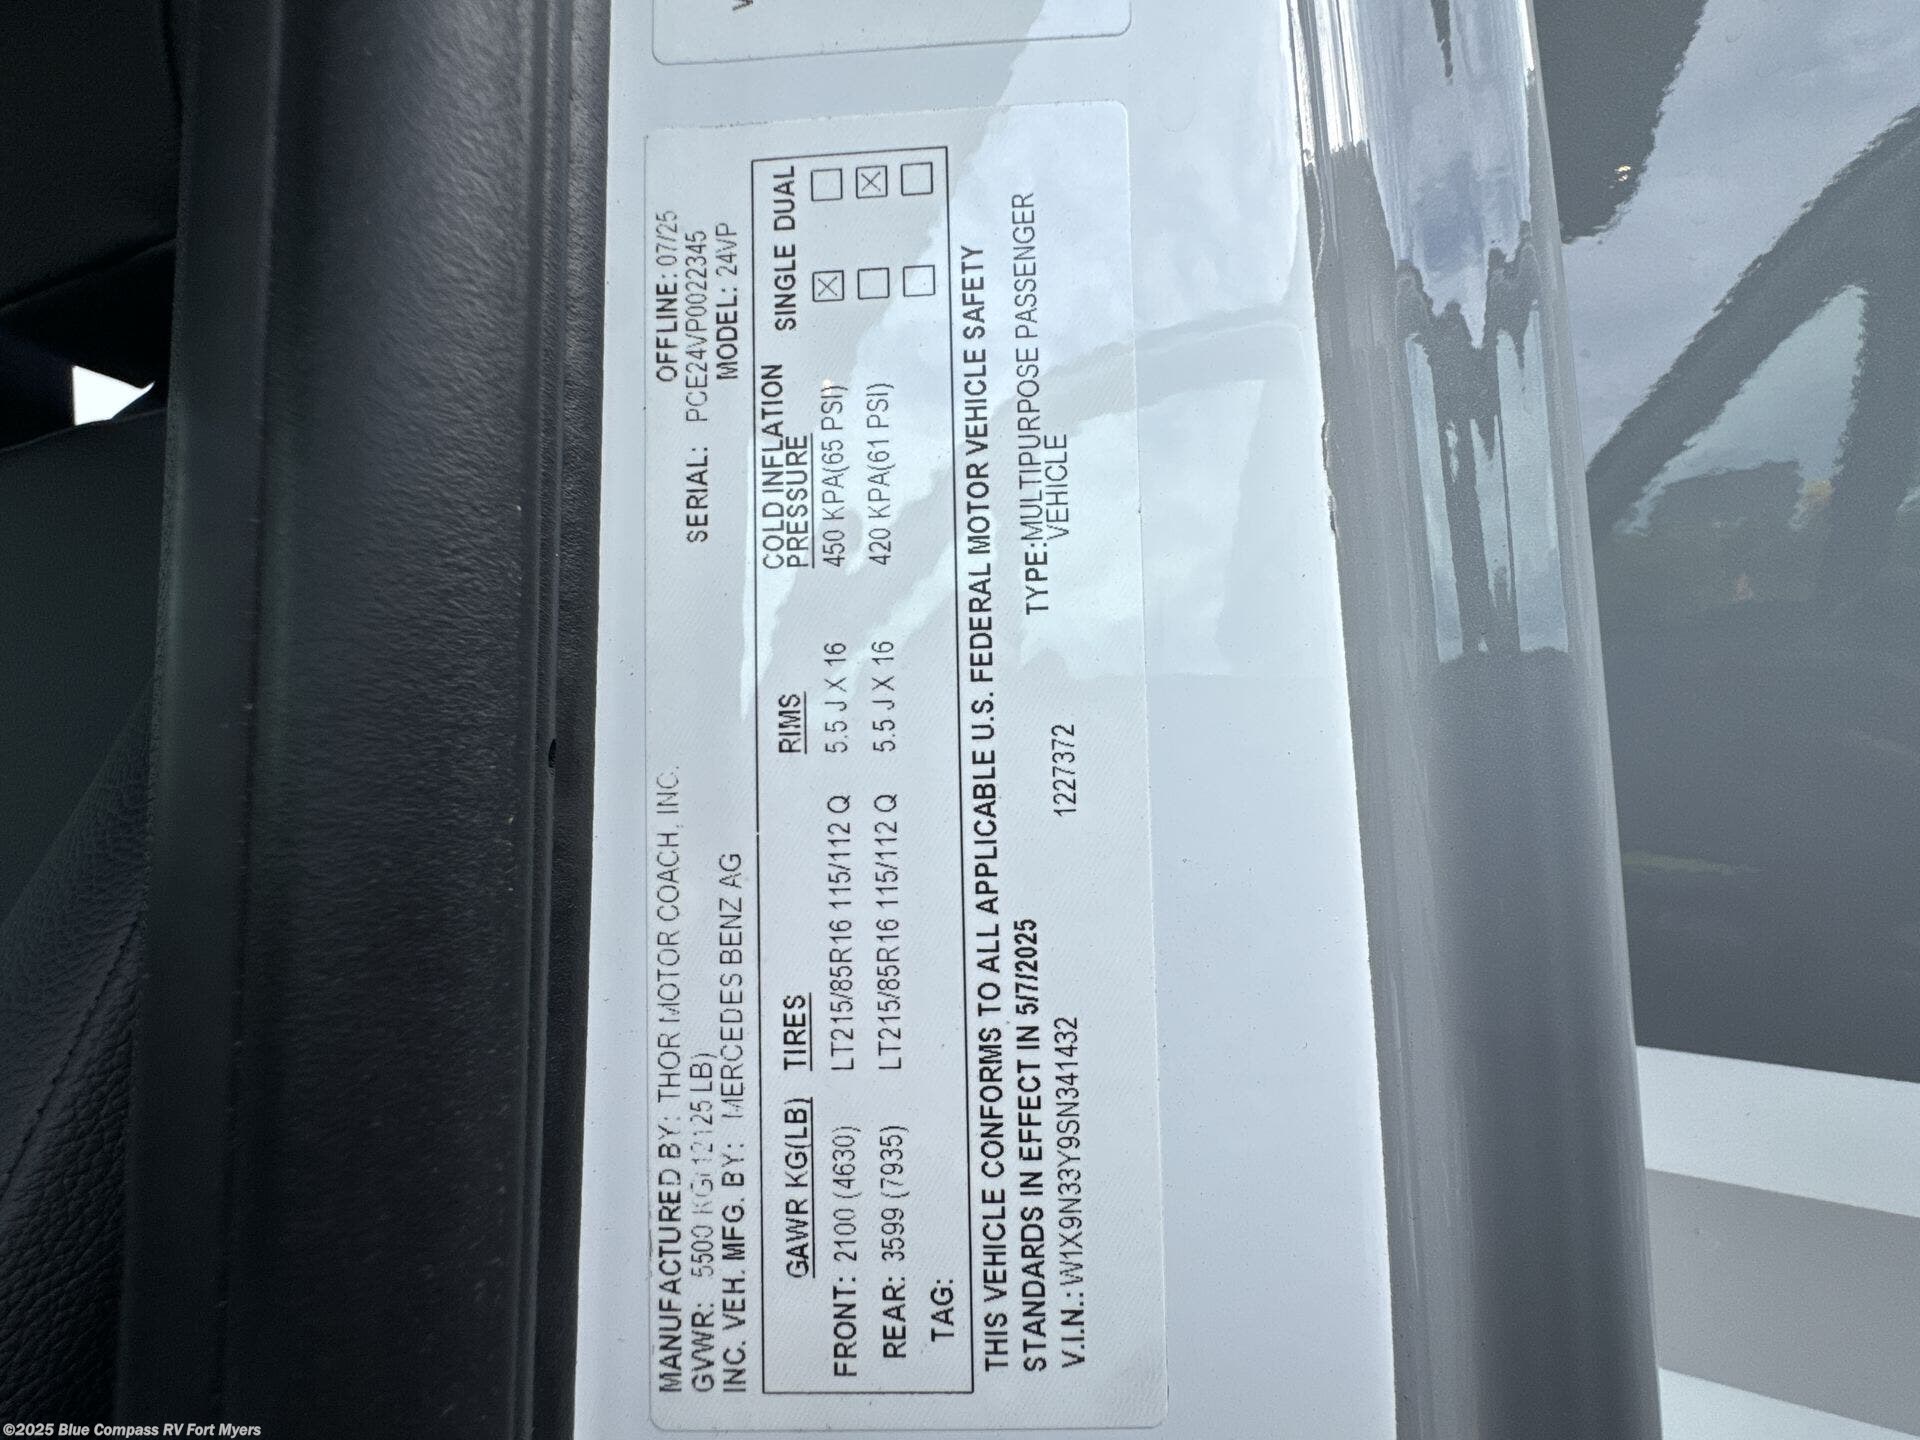 MANUFACTURED BY: THOR MOTOR COACH, INC. OFFLINE: 07/25
GVWR: 5500 KG(12125 LB) SERIAL: PCE24VP0022345
INC. VEH. MFG. BY: MERCEDES BENZ AG MODEL: 24VP
GAWR KG(LB) TIRES RIMS COLD INFLATION PRESSURE SINGLE DUAL
FRONT: 2100 (4630) LT215/85R16 115/112 Q 5.5 J X 16 450 KPA(65 PSI) ☒ ☐
REAR: 3599 (7935) LT215/85R16 115/112 Q 5.5 J X 16 420 KPA(61 PSI) ☐ ☒
TAG: ☐ ☐
THIS VEHICLE CONFORMS TO ALL APPLICABLE U.S. FEDERAL MOTOR VEHICLE SAFETY
STANDARDS IN EFFECT IN 5/7/2025 TYPE:MULTIPURPOSE PASSENGER
V.I.N.: W1X9N33Y9SN341432 1227372 VEHICLE
©2025 Blue Compass RV Fort Myers